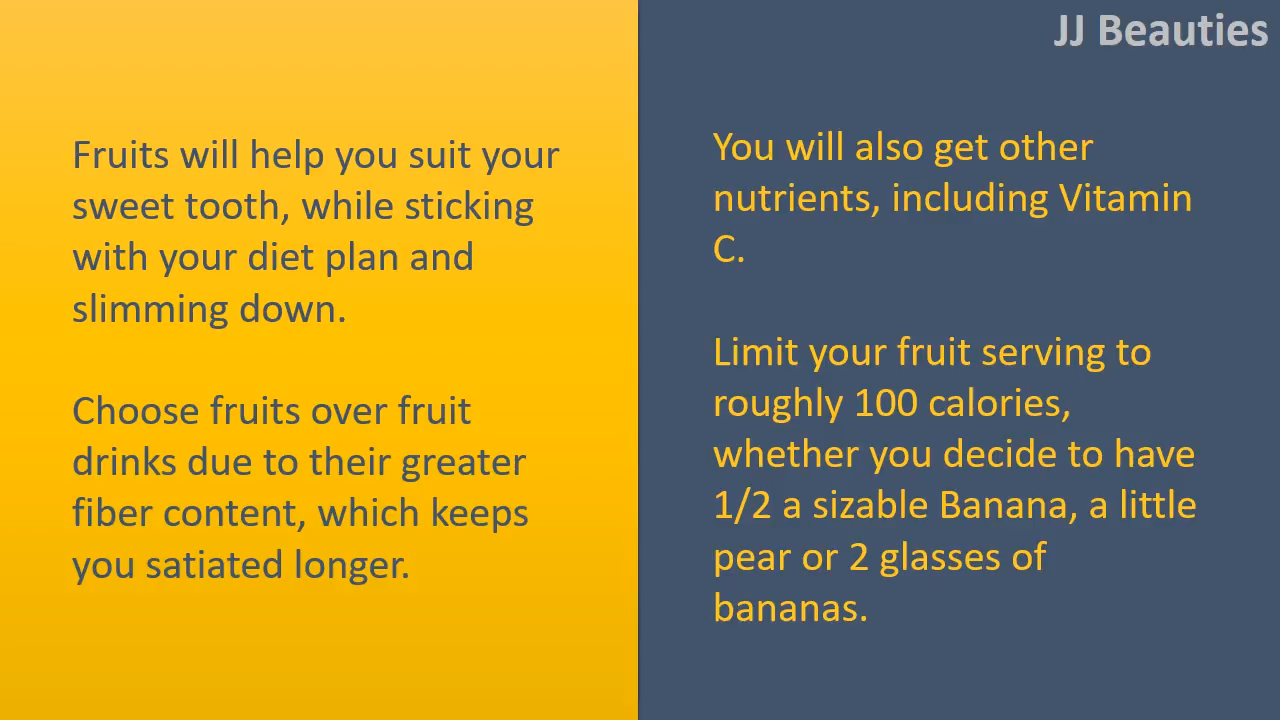 JJ Beauties
Fruits will help you suit your
sweet tooth, while sticking
with your diet plan and
slimming down.
Choose fruits over fruit
drinks due to their greater
fiber content, which keeps
you satiated longer.
You will also get other
nutrients, including Vitamin
C.
Limit your fruit serving to
roughly 100 calories,
whether you decide to have
1/2 a sizable Banana, a little
pear or 2 glasses of
bananas.